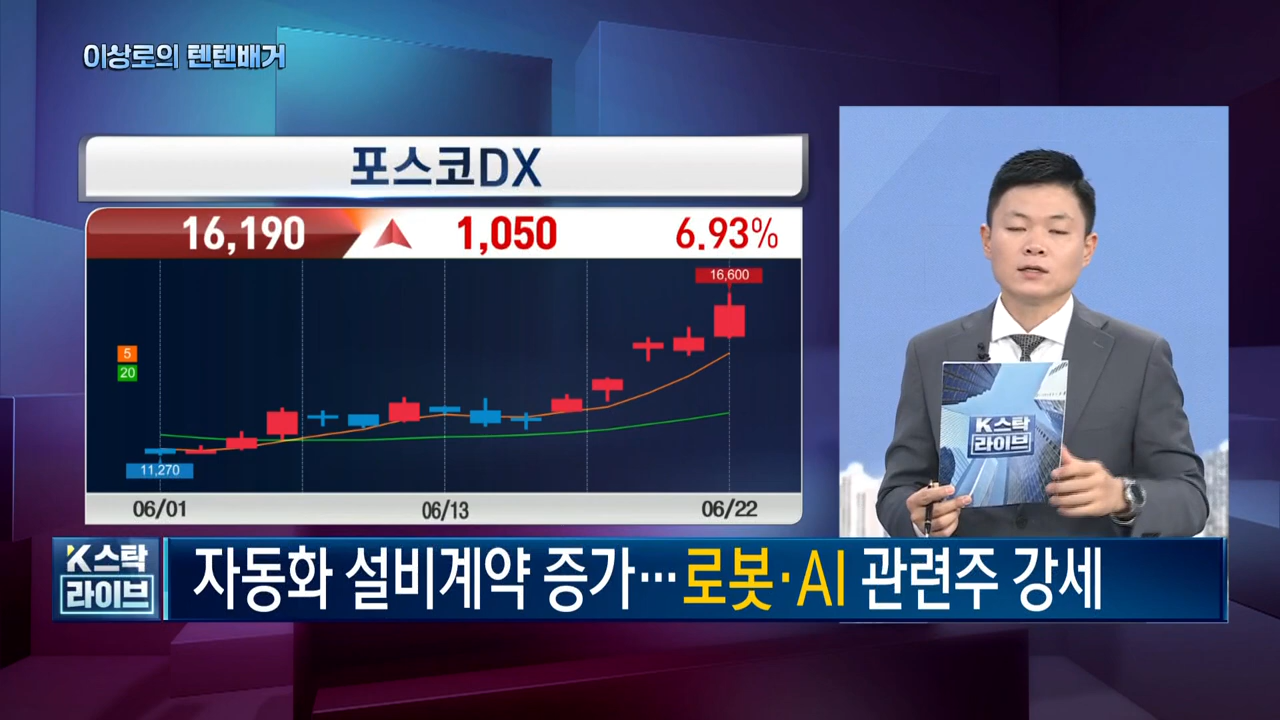 이상로의 텐텐배거
포스코DX
16,190 ▲ 1,050 6.93%
16,600
5
20
11,270
06/01 06/13 06/22
K스탁
라이브
K스탁
라이브
자동화 설비계약 증가…로봇·AI 관련주 강세